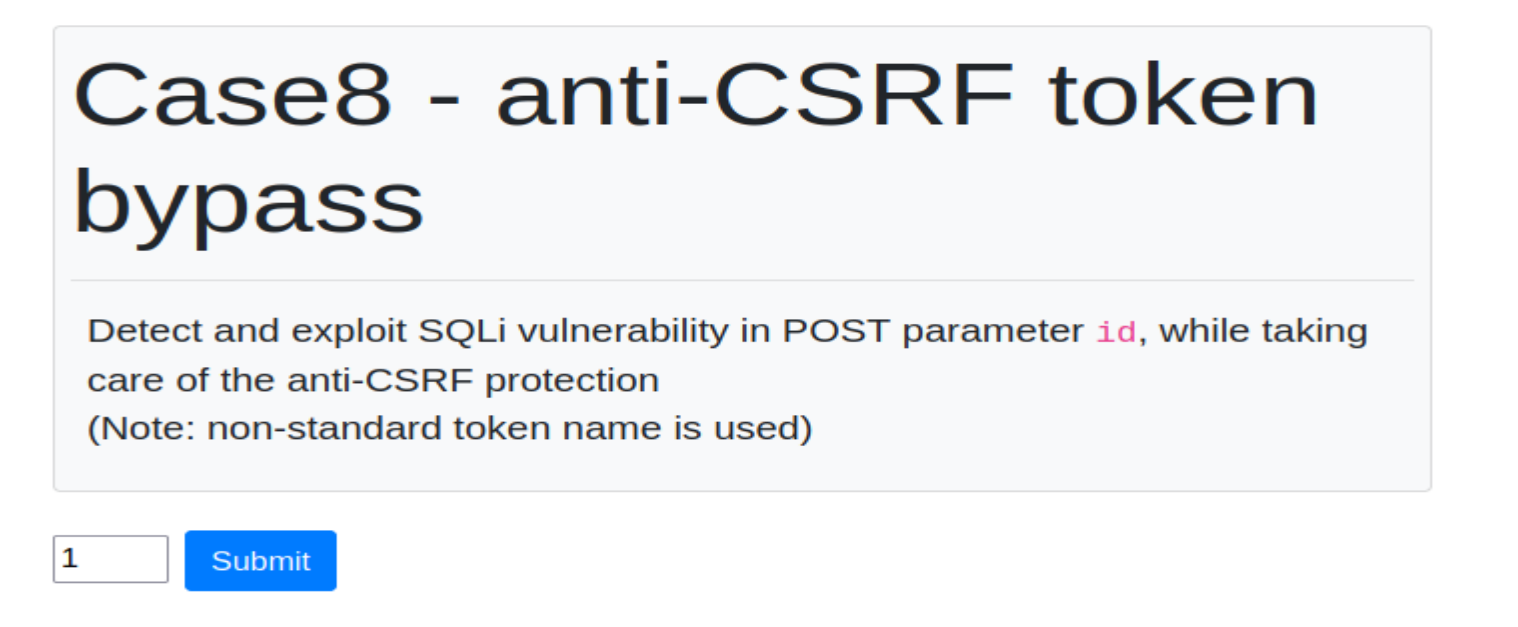 Case8 - anti-CSRF token
bypass
Detect and exploit SQLi vulnerability in POST parameter id, while taking
care of the anti-CSRF protection
(Note: non-standard token name is used)
1 Submit